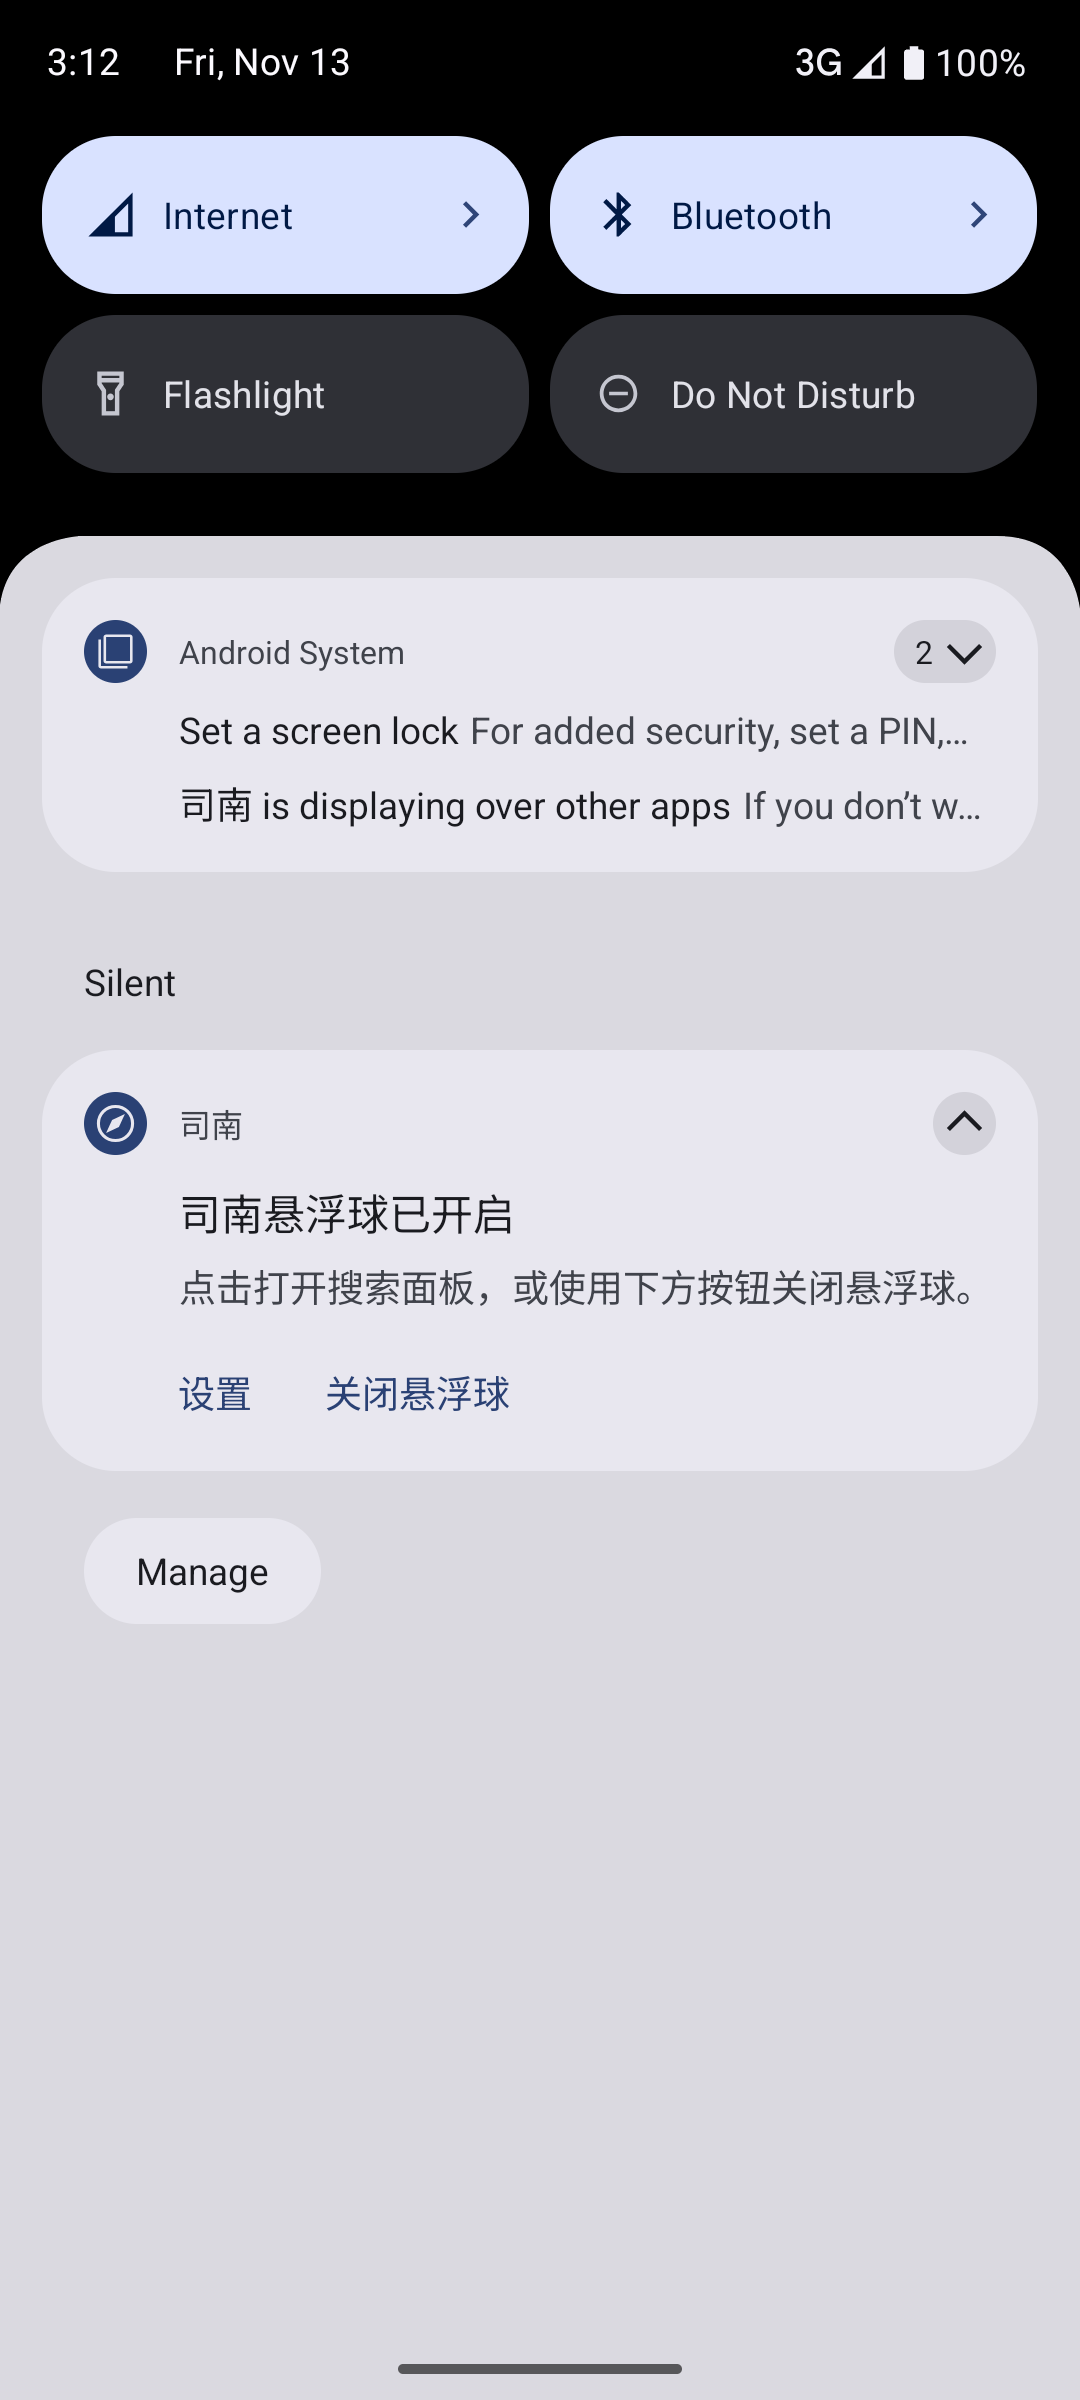 3:12 Fri, Nov 13 3G 100%
Internet Bluetooth
Flashlight Do Not Disturb
Android System 2
Set a screen lock For added security, set a PIN,...
司南 is displaying over other apps If you don’t w...
Silent
司南
司南悬浮球已开启
点击打开搜索面板，或使用下方按钮关闭悬浮球。
设置 关闭悬浮球
Manage